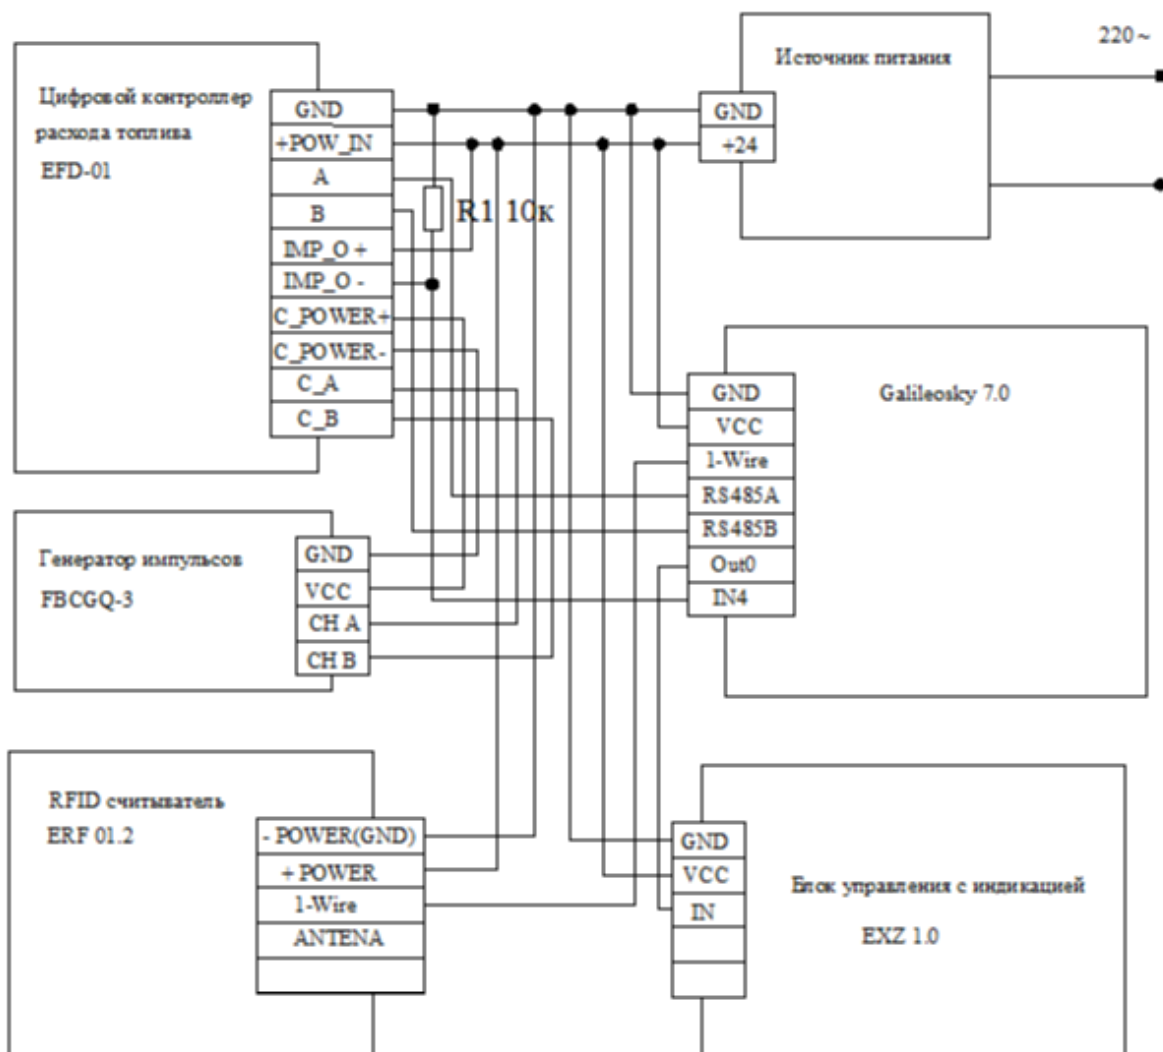 Цифровой контроллер
расхода топлива
EFD-01
GND
+POW_IN
A
B
IMP_O +
IMP_O -
C_POWER+
C_POWER-
C_A
C_B
R1 10к
Источник питания
220~
GND
+24
Galileosky 7.0
GND
VCC
1-Wire
RS485A
RS485B
Out0
IN4
Генератор импульсов
FBCGQ-3
GND
VCC
CH A
CH B
RFID считыватель
ERF 01.2
- POWER(GND)
+ POWER
1-Wire
ANTENA
GND
VCC
IN
Блок управления с индикацией
EXZ 1.0